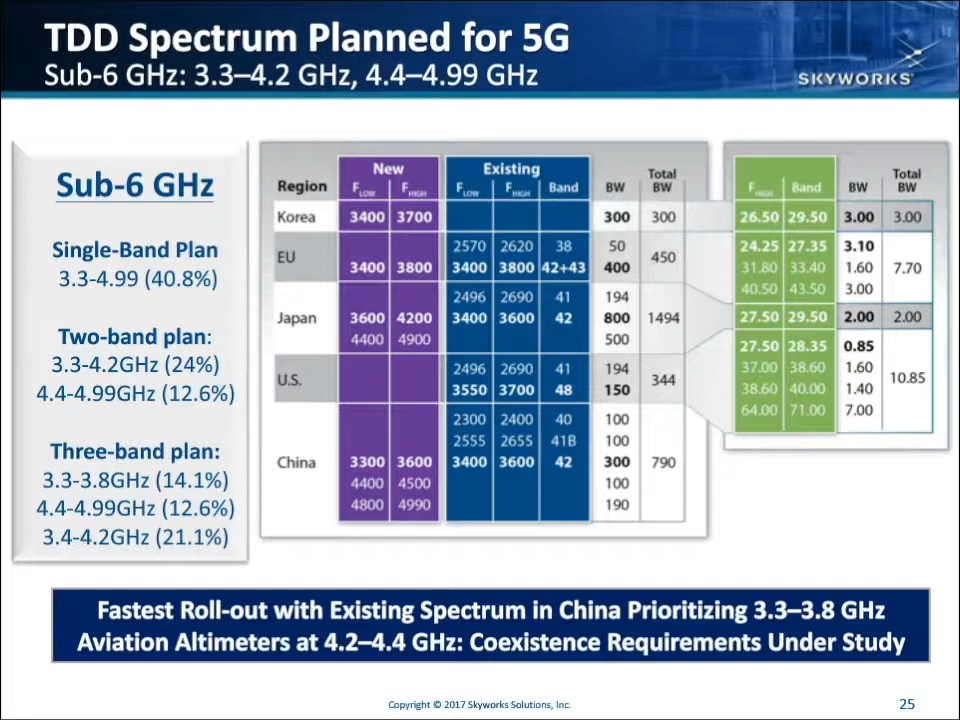 TDD Spectrum Planned for 5G
Sub-6 GHz: 3.3–4.2 GHz, 4.4–4.99 GHz
SKYWORKS
Sub-6 GHz
Single-Band Plan
3.3-4.99 (40.8%)
Two-band plan:
3.3-4.2GHz (24%)
4.4-4.99GHz (12.6%)
Three-band plan:
3.3-3.8GHz (14.1%)
4.4-4.99GHz (12.6%)
3.4-4.2GHz (21.1%)
New Existing Total
Region FLOW FHIGH FLOW FHIGH Band BW BW
Korea 3400 3700 300 300
EU 2570 2620 38 50 450
3400 3800 3400 3800 42+43 400
Japan 2496 2690 41 194 1494
3600 4200 3400 3600 42 800
4400 4900 500
U.S. 2496 2690 41 194 344
3550 3700 48 150
2300 2400 40 100
2555 2655 41B 100
China 3300 3600 3400 3600 42 300 790
4400 4500 100
4800 4990 190
Total
FHIGH Band BW BW
26.50 29.50 3.00 3.00
24.25 27.35 3.10
31.80 33.40 1.60 7.70
40.50 43.50 3.00
27.50 29.50 2.00 2.00
27.50 28.35 0.85
37.00 38.60 1.60 10.85
38.60 40.00 1.40
64.00 71.00 7.00
Fastest Roll-out with Existing Spectrum in China Prioritizing 3.3–3.8 GHz
Aviation Altimeters at 4.2–4.4 GHz: Coexistence Requirements Under Study
Copyright © 2017 Skyworks Solutions, Inc.
25